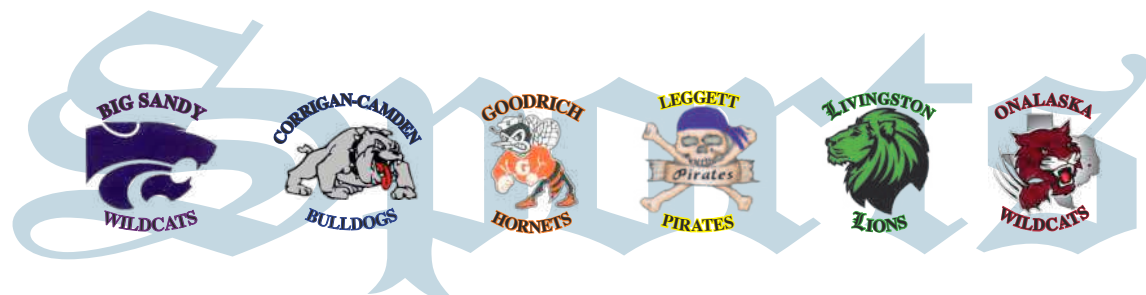 Sports
BIG SANDY
WILDCATS
CORRIGAN-CAMDEN
BULLDOGS
GOODRICH
G
HORNETS
LEGGETT
Pirates
PIRATES
LIVINGSTON
LIONS
ONALASKA
WILDCATS